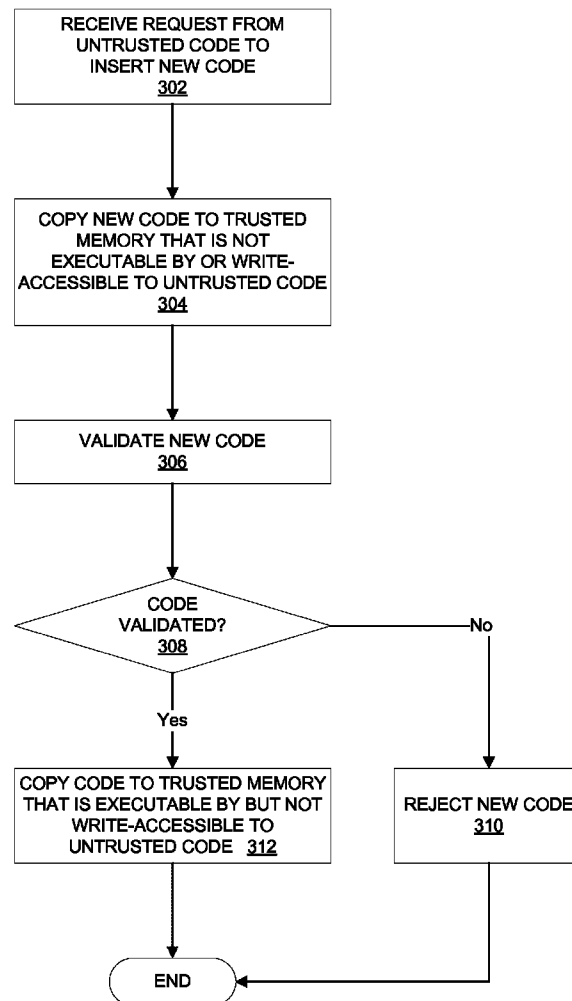 RECEIVE REQUEST FROM
UNTRUSTED CODE TO
INSERT NEW CODE
302
COPY NEW CODE TO TRUSTED
MEMORY THAT IS NOT
EXECUTABLE BY OR WRITE-
ACCESSIBLE TO UNTRUSTED CODE
304
VALIDATE NEW CODE
306
CODE
VALIDATED?
308
No
Yes
COPY CODE TO TRUSTED MEMORY
THAT IS EXECUTABLE BY BUT NOT
WRITE-ACCESSIBLE TO
UNTRUSTED CODE 312
REJECT NEW CODE
310
END